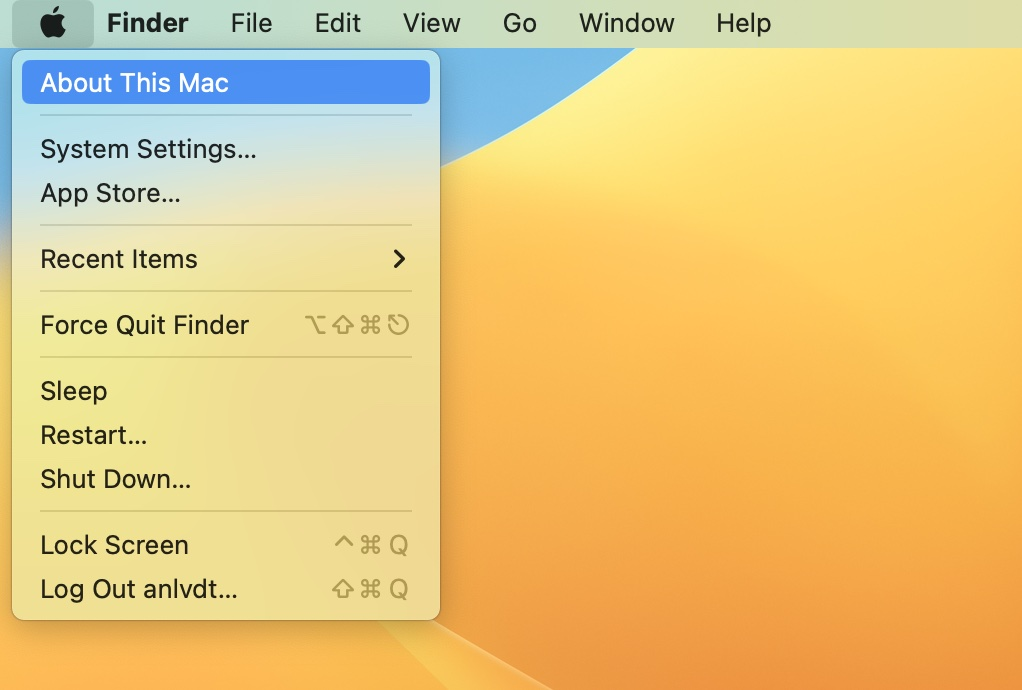 Finder File Edit View Go Window Help
About This Mac
System Settings...
App Store...
Recent Items
Force Quit Finder ⌥⇧⌘⎋
Sleep
Restart...
Shut Down...
Lock Screen ^⌘Q
Log Out anlvdt... ⇧⌘Q